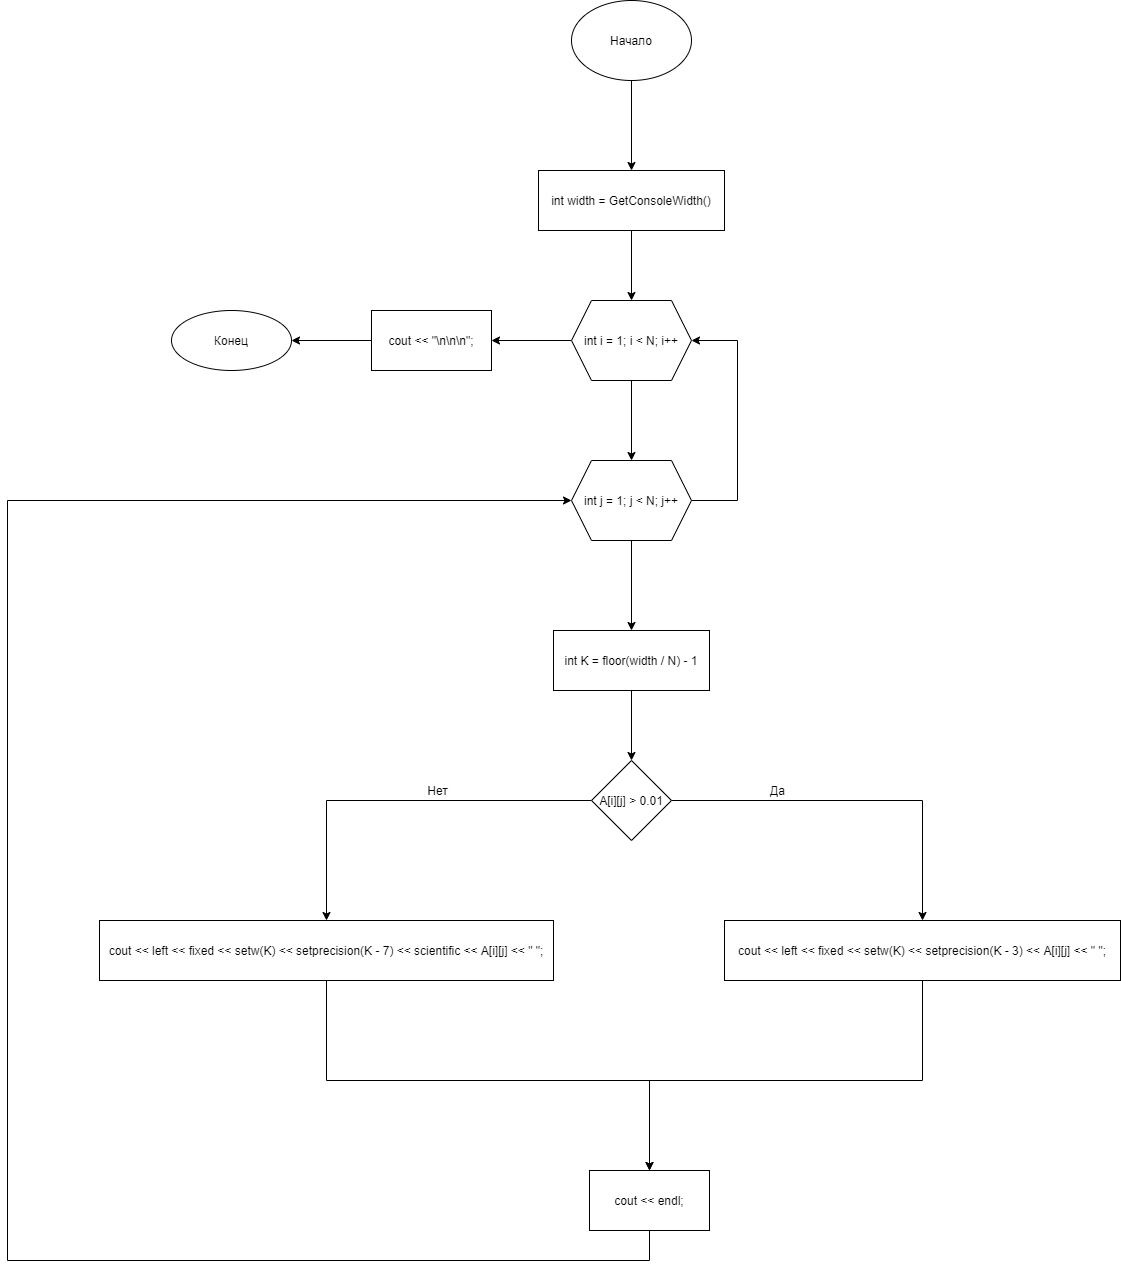 Начало
int width = GetConsoleWidth()
Конец
cout << "\n\n\n";
int i = 1; i < N; i++
int j = 1; j < N; j++
int K = floor(width / N) - 1
Нет
A[i][j] > 0.01
Да
cout << left << fixed << setw(K) << setprecision(K - 7) << scientific << A[i][j] << " ";
cout << left << fixed << setw(K) << setprecision(K - 3) << A[i][j] << " ";
cout << endl;